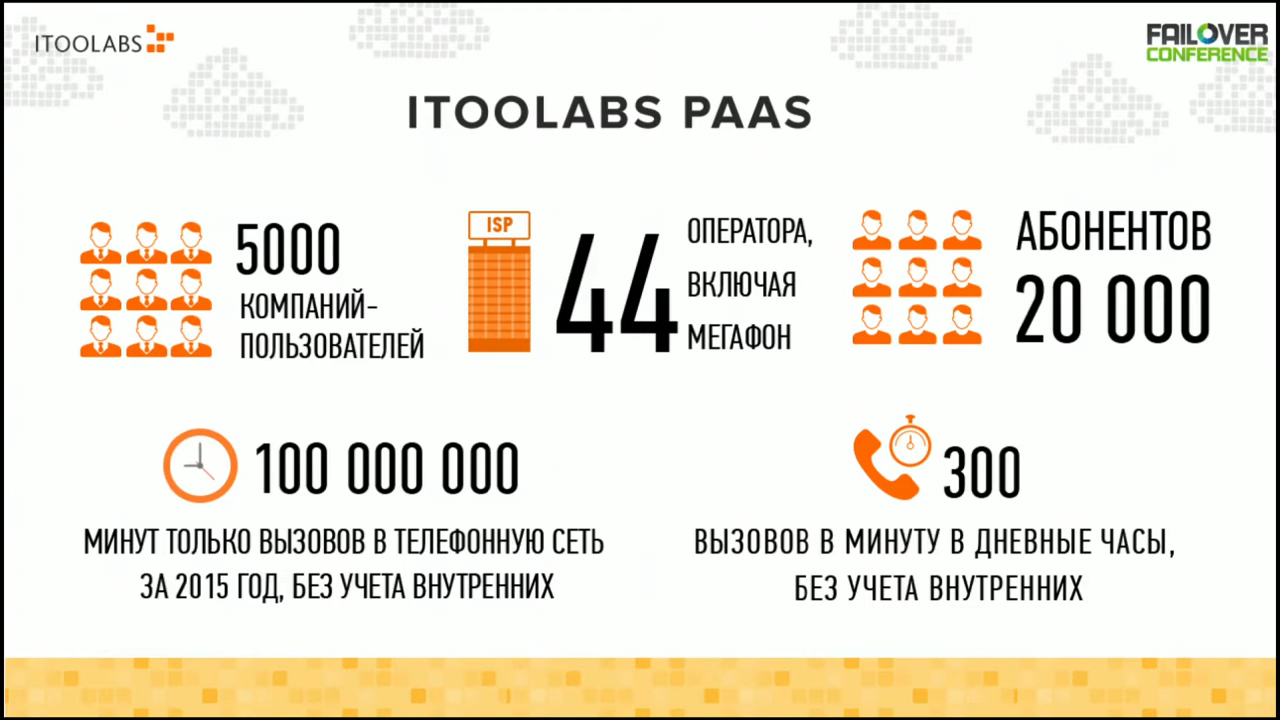 ITOOLABS
FAILOVER
CONFERENCE
ITOOLABS PAAS
5000
КОМПАНИЙ-
ПОЛЬЗОВАТЕЛЕЙ
ISP
44
ОПЕРАТОРА,
ВКЛЮЧАЯ
МЕГАФОН
АБОНЕНТОВ
20 000
100 000 000
МИНУТ ТОЛЬКО ВЫЗОВОВ В ТЕЛЕФОННУЮ СЕТЬ
ЗА 2015 ГОД, БЕЗ УЧЕТА ВНУТРЕННИХ
300
ВЫЗОВОВ В МИНУТУ В ДНЕВНЫЕ ЧАСЫ,
БЕЗ УЧЕТА ВНУТРЕННИХ